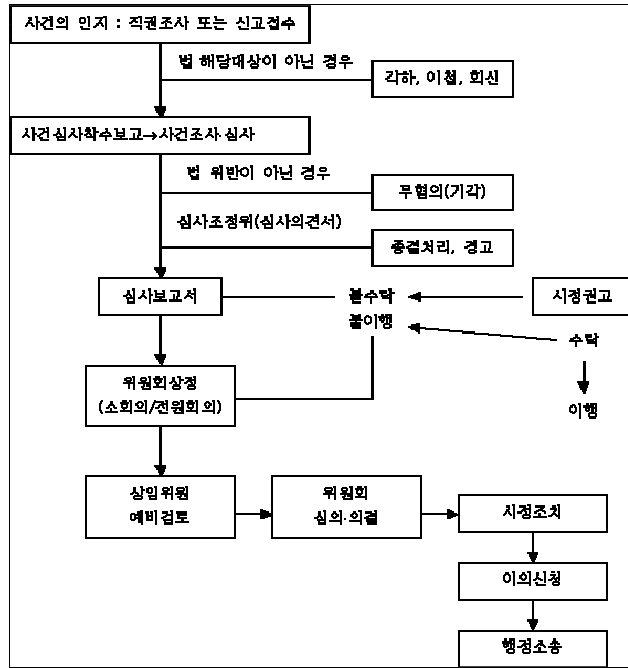 사건의 인지 : 직권조사 또는 신고접수
법 해당대상이 아닌 경우
각하, 이첩, 회신
사건심사착수보고→사건조사·심사
법 위반이 아닌 경우
무혐의(기각)
심사조정위(심사의견서)
종결처리, 경고
심사보고서
불수락
불이행
시정권고
수락
이행
위원회상정
(소회의/전원회의)
상임위원
예비검토
위원회
심의·의결
시정조치
이의신청
행정소송